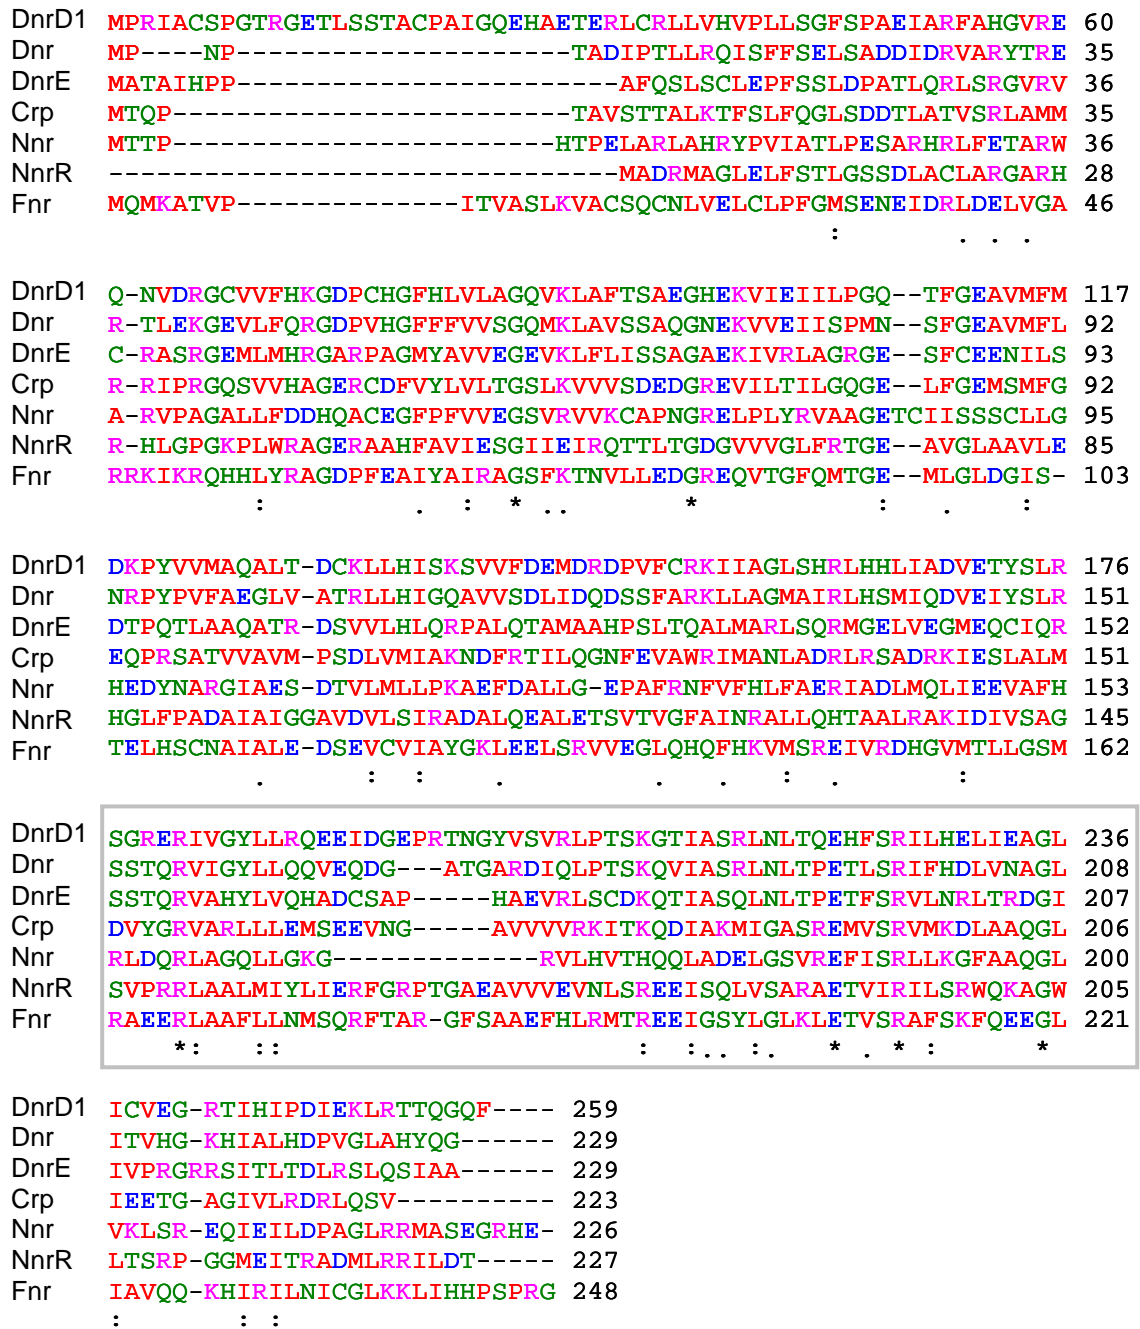 DnrD1 MPRIACSPGTRGETLSSTACPAIGQEHAETERLCRLLVHVPLLSGFSPAEIARFAHGVRE 60
Dnr MP----NP----------------------TADIPTLLRQISFFSELSADDIDRVARYTRE 35
DnrE MATAIHPP------------------------AFQSLSCLEPFSSLDPATLQRLSRGVRV 36
Crp MTQP-------------------------TAVSTTALKTFSLFQGLSDDTLATVSRLAMM 35
Nnr MTTP------------------------HTPELARLAHRYPVIATLPESARHRLFETARW 36
NnrR --------------------------------MADRMAGLELFSTLGSSDLACLARGARH 28
Fnr MQMKATVP--------------ITVASLKVACSQCNLVELCLPFGMSENEIDRLDELVGA 46
: . . .
DnrD1 Q-NVDRGCVVFHKGDPCHGFHLVLAGQVKLAFTSAEGHEKVIEIILPGQ--TFGEAVMFM 117
Dnr R-TLEKGEVLFQRGDPVHGFFFVVSGQMKLAVSSAQGNEKVVEIISPMN--SFGEAVMFL 92
DnrE C-RASRGEMLMHRGARPAGMYAVVEGEVKLFLISSAGAEKIVRLAGRGE--SFCEENILS 93
Crp R-RIPRGQSVVHAGERCDFVYLVLTGSLKVVVSDEDGREVILTILGQGE--LFGEMSMFG 92
Nnr A-RVPAGALLFDDHQACEGFPFVVEGSVRVVKCAPNGRELPLYRVAAGETCIISSSCLLG 95
NnrR R-HLGPGKPLWRAGERAAHFAVIESGIIEIRQTTLTGDGVVVGLFRTGE--AVGLAAVLE 85
Fnr RRKIKRQHHLYRAGDPFEAIYAIRAGSFKTNVLLEDGREQVTGFQMTGE--MLGLDGIS- 103
: . : * .. * : . :
DnrD1 DKPYVVMAQALT-DCKLLHISKSVVFDEMDRDPVFCRKIIAGLSHRLHHLIADVETYSLR 176
Dnr NRPYPVFAEGLV-ATRLLHIGQAVVSDLIDQDSSFARKLLAGMAIRLHSMIQDVEIYSLR 151
DnrE DTPQTLAAQATR-DSVVLHLQRPALQTAMAAHPSLTQALMARLSQRMGELVEGMEQCIQR 152
Crp EQPRSATVVAVM-PSDLVMIAKNDFRTILQGNFEVAWRIMANLADRLRSADRKIESLALM 151
Nnr HEDYNARGIAES-DTVLMLLPKAEFDALLG-EPAFRNFVFHLFAERIADLMQLIEEVAFH 153
NnrR HGLFPADAIAIGGAVDVLSIRADALQEALETSVTVGFAINRALLQHTAALRAKIDIVSAG 145
Fnr TELHSCNAIALE-DSEVCVIAYGKLEELSRVVEGLQHQFHKVMSREIVRDHGVMTLLGSM 162
. : : . . . : . :
DnrD1 SGRERIVGYLLRQEEIDGEPRTNGYVSVRLPTSKGTIASRLNLTQEHFSRILHELIEAGL 236
Dnr SSTQRVIGYLLQQVEQDG---ATGARDIQLPTSKQVIASRLNLTPETLSRIFHDLVNAGL 208
DnrE SSTQRVAHYLVQHADCSAP-----HAEVRLSCDKQTIASQLNLTPETFSRVLNRLTRDGI 207
Crp DVYGRVARLLLEMSEEVNG-----AVVVVRKITKQDIAKMIGASREMVSRVMKDLAAQGL 206
Nnr RLDQRLAGQLLGKG-------------RVLHVTHQQLADELGSVREFISRLLKGFAAQGL 200
NnrR SVPRRLAALMIYLIERFGRPTGAEAVVVEVNLSREEISQLVSARAETVIRILSRWQKAGW 205
Fnr RAEERLAAFLLNMSQRFTAR-GFSAAEFHLRMTREEIGSYLGLKLETVSRAFSKFQEEGL 221
*: :: : :.. :. * . * : *
DnrD1 ICVEG-RTIHIPDIEKLRTTQGQF---- 259
Dnr ITVHG-KHIALHDPVGLAHYQG------ 229
DnrE IVPRGRRSITLTDLRSLQSIAA------ 229
Crp IEETG-AGIVLRDRLQSV---------- 223
Nnr VKLSR-EQIEILDPAGLRRMASEGRHE- 226
NnrR LTSRP-GGMEITRADMLRRILDT----- 227
Fnr IAVQQ-KHIRILNICGLKKLIHHPSPRG 248
: : :